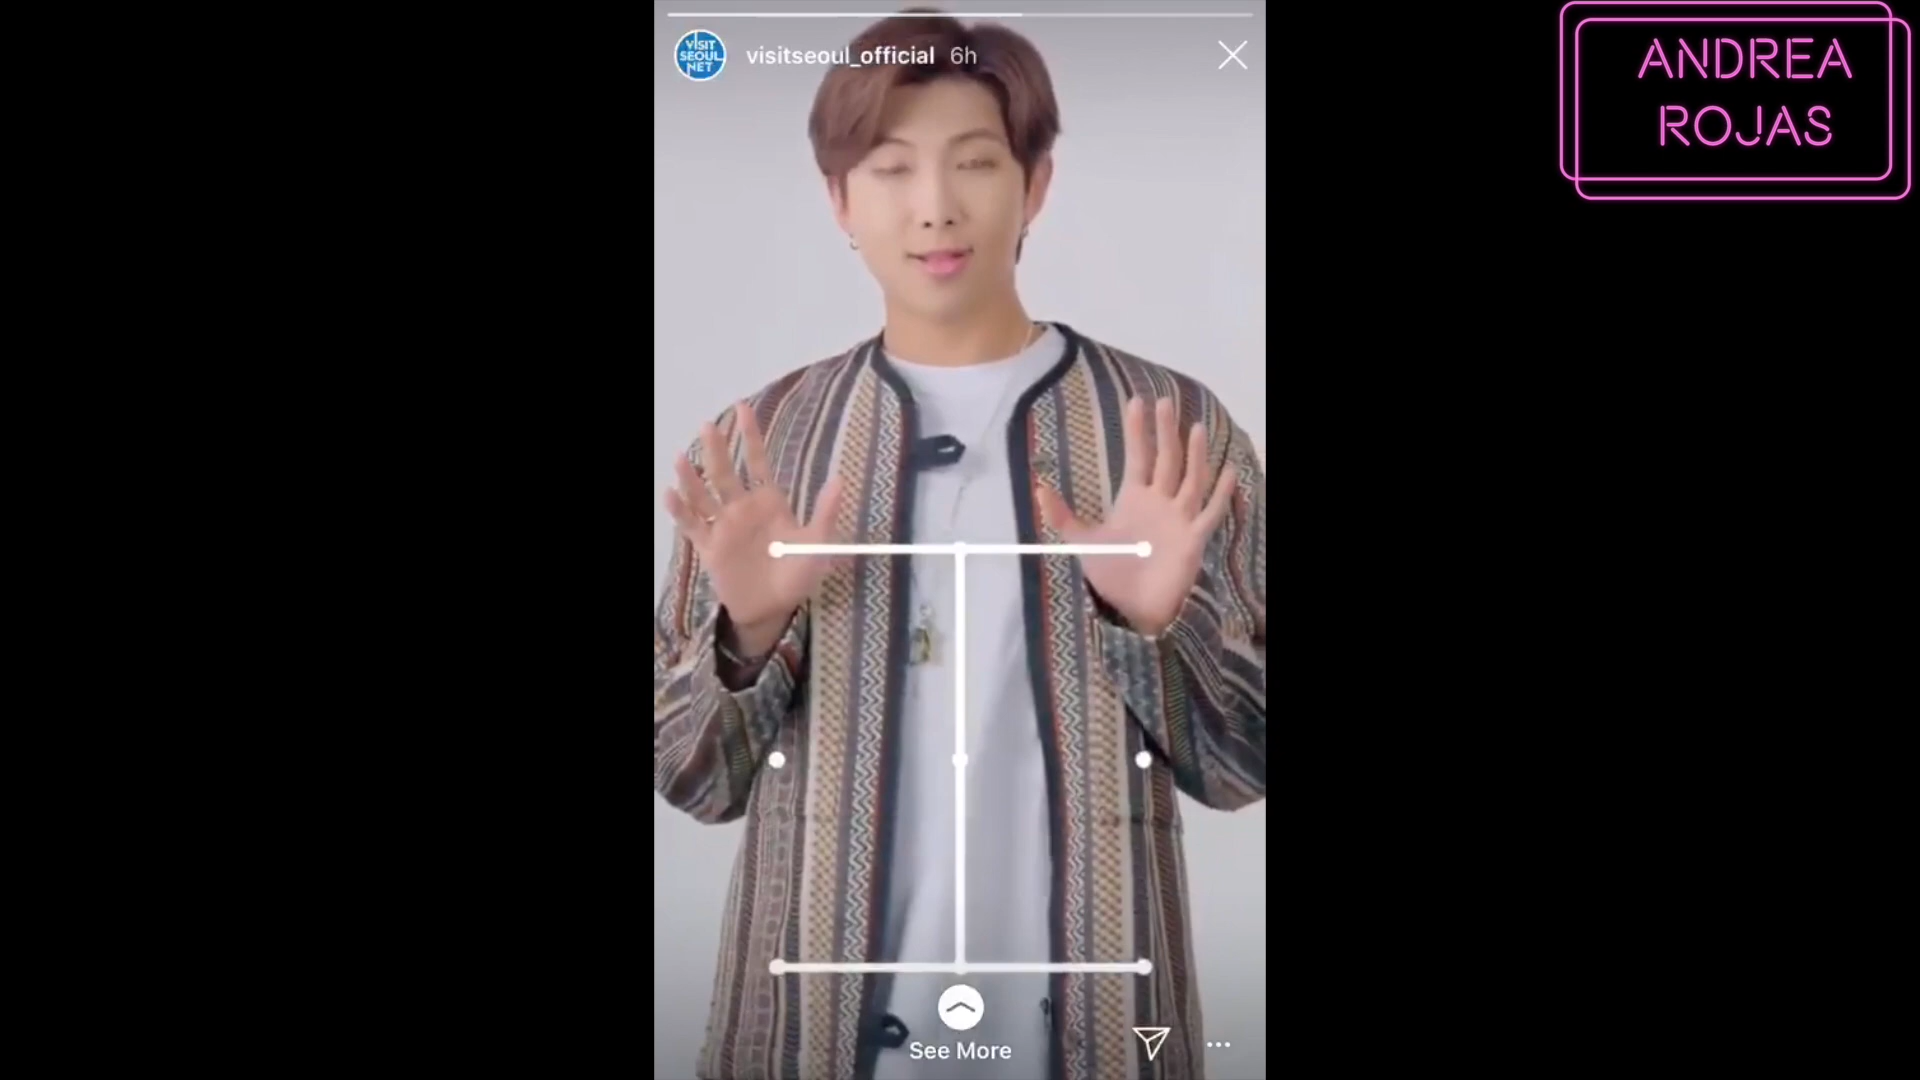 VISIT
SEOUL
NET
visitseoul_official 6h
ANDREA
ROJAS
See More